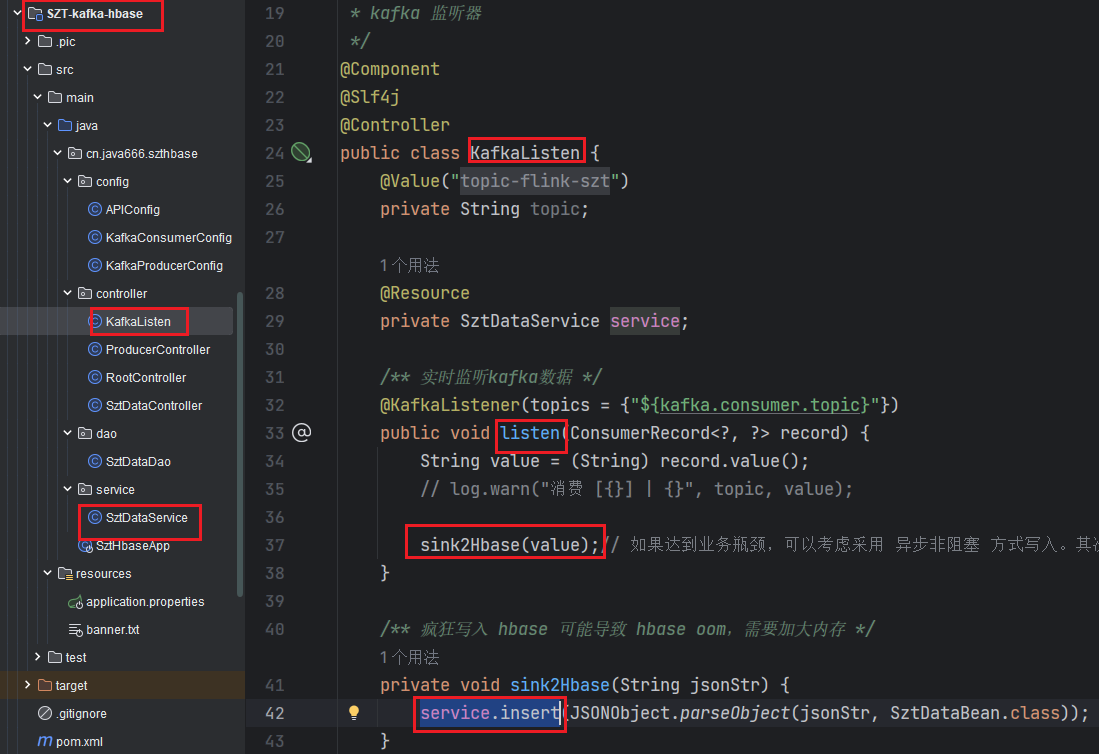 SZT-kafka-hbase
.pic
src
main
java
cn.java666.szthbase
config
APIConfig
KafkaConsumerConfig
KafkaProducerConfig
controller
KafkaListen
ProducerController
RootController
SztDataController
dao
SztDataDao
service
SztDataService
SztHbaseApp
resources
application.properties
banner.txt
test
target
.gitignore
pom.xml
19 * kafka 监听器
20 */
21 @Component
22 @Slf4j
23 @Controller
24 public class KafkaListen {
25 @Value("topic-flink-szt")
26 private String topic;
27
1个用法
28 @Resource
29 private SztDataService service;
30
31 /** 实时监听kafka数据 */
32 @KafkaListener(topics = {"${kafka.consumer.topic}"})
33 public void listen(ConsumerRecord<?, ?> record) {
34 String value = (String) record.value();
35 // log.warn("消费 [{}] | {}", topic, value);
36
37 sink2Hbase(value);// 如果达到业务瓶颈，可以考虑采用 异步非阻塞 方式写入。其
38 }
39
40 /** 疯狂写入 hbase 可能导致 hbase oom，需要加大内存 */
1个用法
41 private void sink2Hbase(String jsonStr) {
42 service.insert(JSONObject.parseObject(jsonStr, SztDataBean.class));
43 }